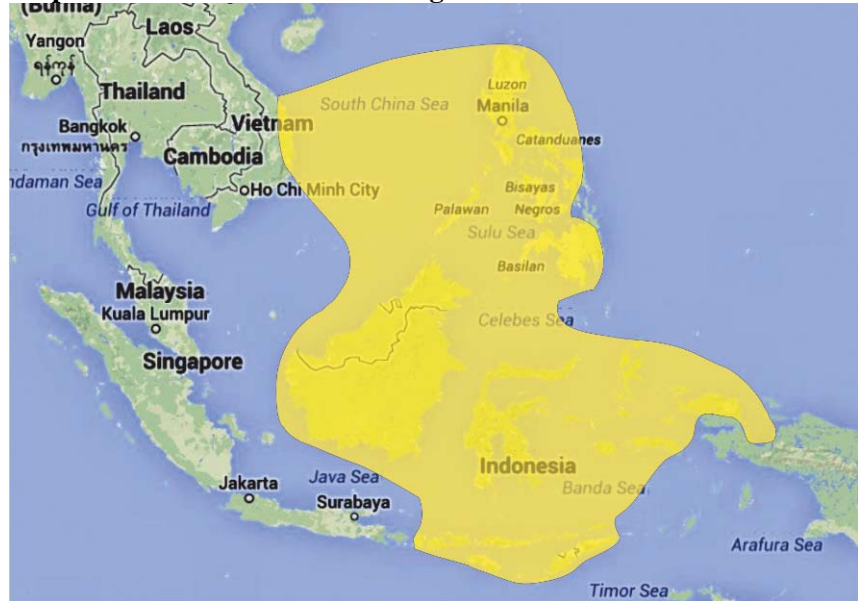 (Burma)
Laos
Yangon
ရန်ကုန်
Thailand
Bangkok
กรุงเทพมหานคร
Vietnam
Cambodia
Ho Chi Minh City
ndaman Sea
Gulf of Thailand
South China Sea
Luzon
Manila
Catanduanes
Bisayas
Palawan
Negros
Sulu Sea
Basilan
Malaysia
Kuala Lumpur
Celebes Sea
Singapore
Indonesia
Java Sea
Banda Sea
Jakarta
Surabaya
Arafura Sea
Timor Sea